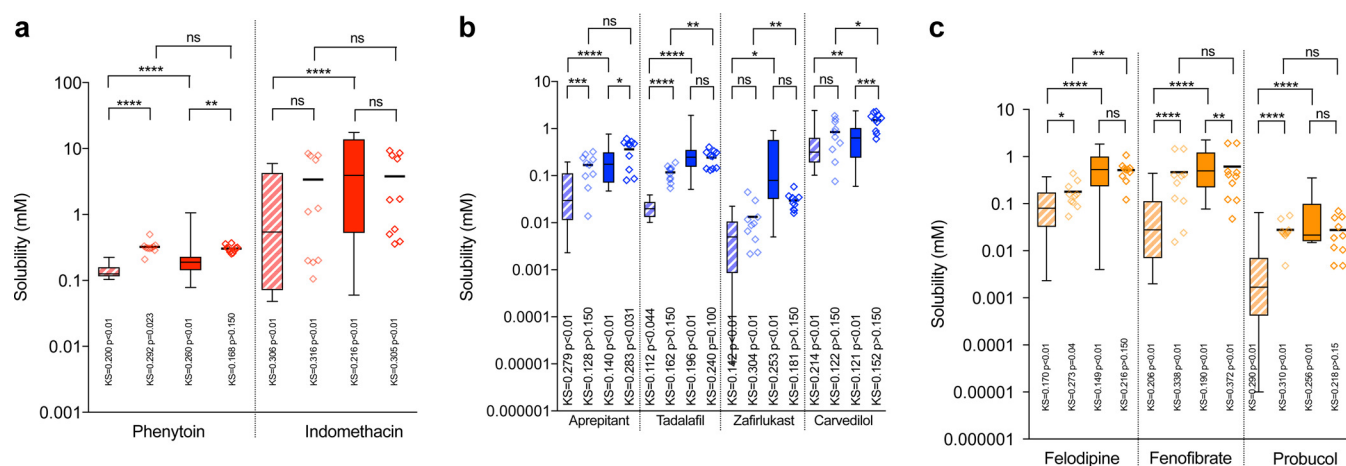 a
ns
ns
****
****
****
**
ns
ns
100
10
1
0.1
0.01
0.001
Solubility (mM)
KS=0.200 p<0.01
KS=0.292 p=0.023
KS=0.260 p<0.01
KS=0.168 p>0.150
KS=0.306 p<0.01
KS=0.316 p<0.01
KS=0.216 p<0.01
KS=0.305 p<0.01
Phenytoin
Indomethacin
b
ns
**
**
*
****
****
*
**
***
*
****
ns
ns
ns
ns
***
10
1
0.1
0.01
0.001
0.0001
0.00001
0.000001
Solubility (mM)
KS=0.279 p<0.01
KS=0.128 p>0.150
KS=0.140 p<0.01
KS=0.283 p<0.031
KS=0.112 p<0.044
KS=0.162 p>0.150
KS=0.196 p<0.01
KS=0.240 p=0.100
KS=0.142 p<0.01
KS=0.304 p<0.01
KS=0.253 p<0.01
KS=0.181 p>0.150
KS=0.214 p<0.01
KS=0.152 p>0.150
KS=0.121 p<0.01
KS=0.152 p>0.150
Aprepitant
Tadalafil
Zafirlukast
Carvedilol
c
**
ns
ns
****
****
****
*
ns
****
**
****
ns
10
1
0.1
0.01
0.001
0.0001
0.00001
0.000001
Solubility (mM)
KS=0.170 p<0.01
KS=0.273 p=0.04
KS=0.149 p<0.01
KS=0.216 p>0.150
KS=0.206 p<0.01
KS=0.338 p<0.01
KS=0.190 p<0.01
KS=0.372 p<0.01
KS=0.290 p<0.01
KS=0.310 p<0.01
KS=0.256 p<0.01
KS=0.218 p>0.15
Felodipine
Fenofibrate
Probucol